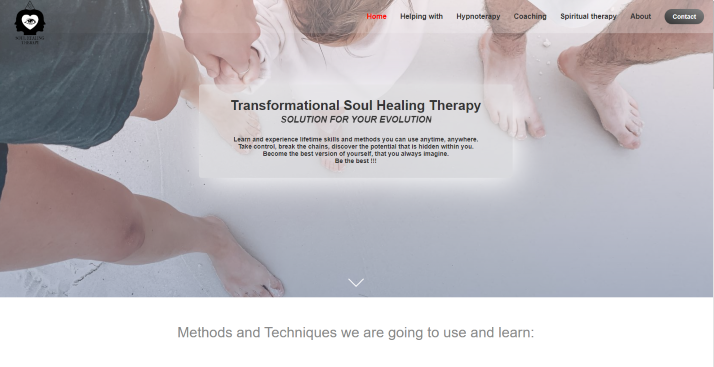 Home Helping with Hypnoterapy Coaching Spiritual therapy About Contact
Transformational Soul Healing Therapy
SOLUTION FOR YOUR EVOLUTION
Learn and experience lifetime skills and methods you can use anytime, anywhere.
Take control, break the chains, discover the potential that is hidden within you.
Become the best version of yourself, that you always imagine.
Be the best !!!
Methods and Techniques we are going to use and learn: